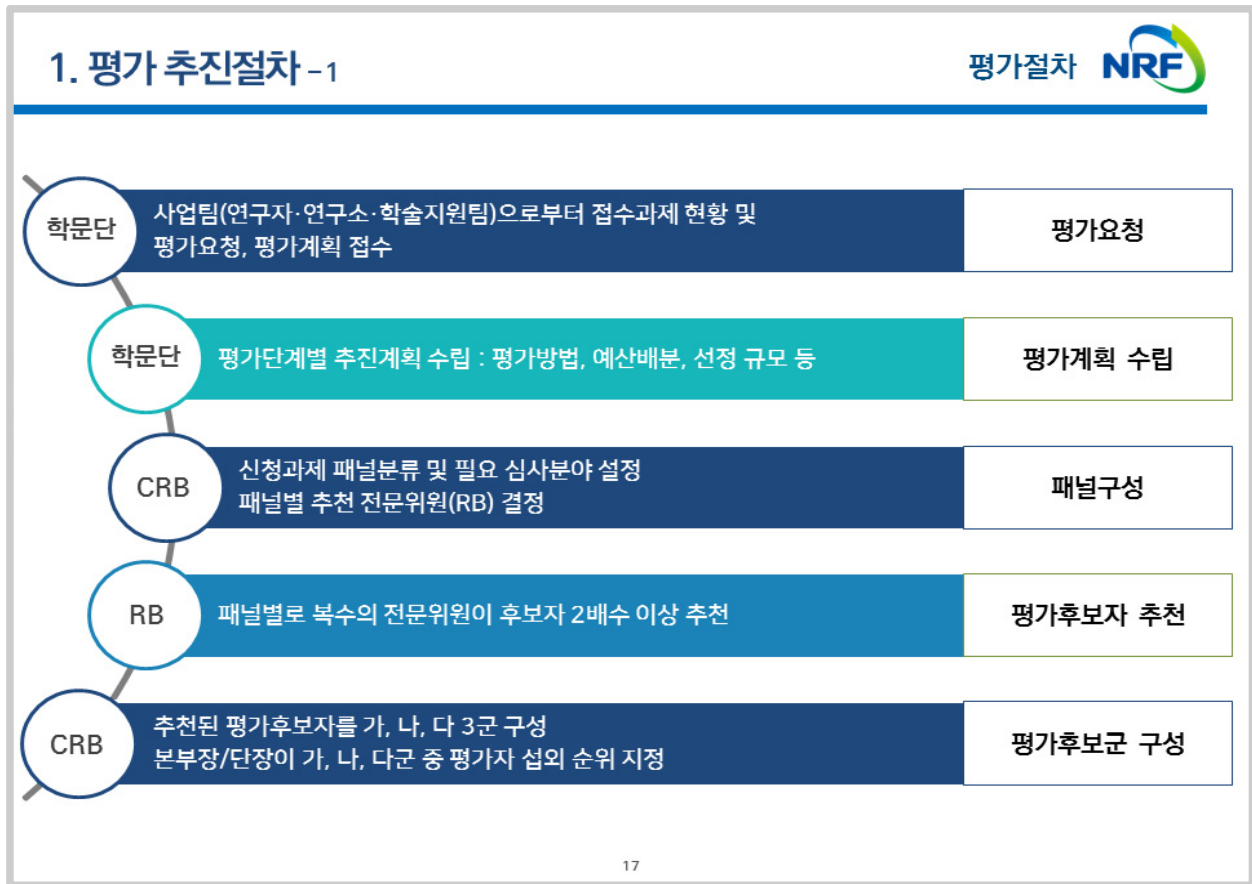 1. 평가 추진절차 – 1
평가절차
NRF
학문단
사업팀(연구자·연구소·학술지원팀)으로부터 접수과제 현황 및
평가요청, 평가계획 접수
평가요청
학문단
평가단계별 추진계획 수립 : 평가방법, 예산배분, 선정 규모 등
평가계획 수립
CRB
신청과제 패널분류 및 필요 심사분야 설정
패널별 추천 전문위원(RB) 결정
패널구성
RB
패널별로 복수의 전문위원이 후보자 2배수 이상 추천
평가후보자 추천
CRB
추천된 평가후보자를 가, 나, 다 3군 구성
본부장/단장이 가, 나, 다군 중 평가자 섭외 순위 지정
평가후보군 구성
17